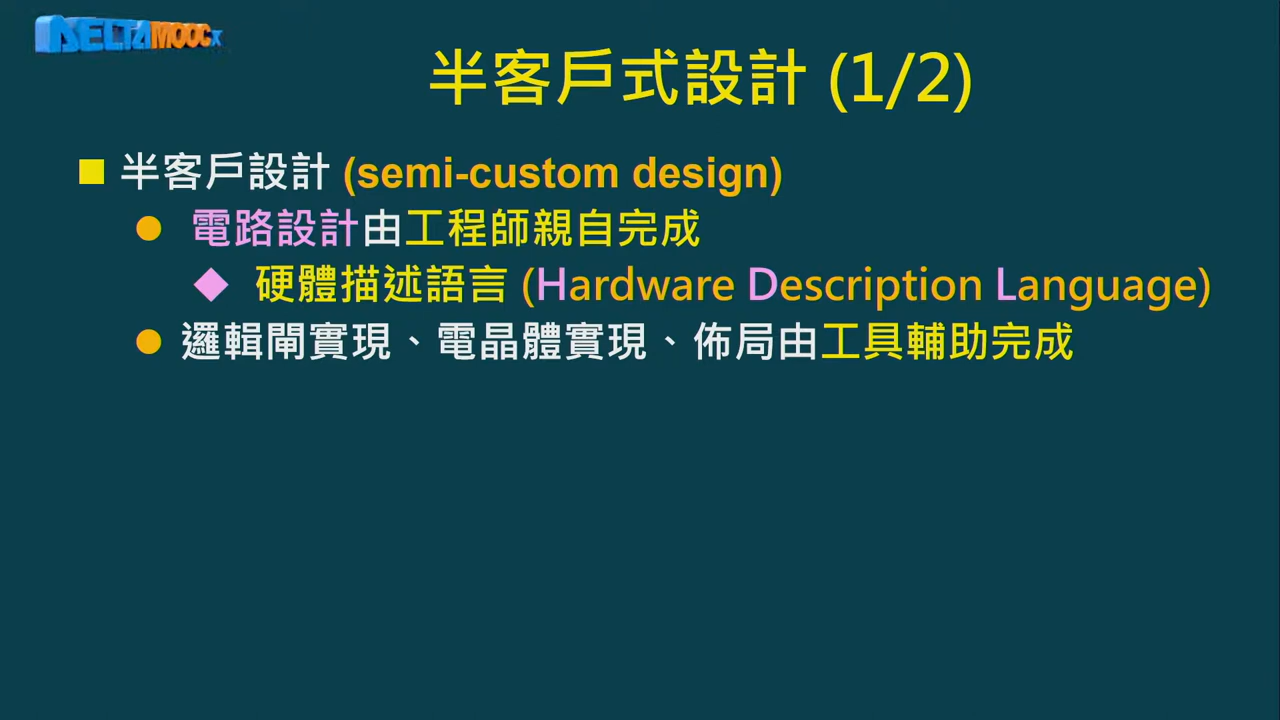 DELTAMOOCx
半客戶式設計 (1/2)
半客戶設計 (semi-custom design)
電路設計由工程師親自完成
硬體描述語言 (Hardware Description Language)
邏輯閘實現、電晶體實現、佈局由工具輔助完成